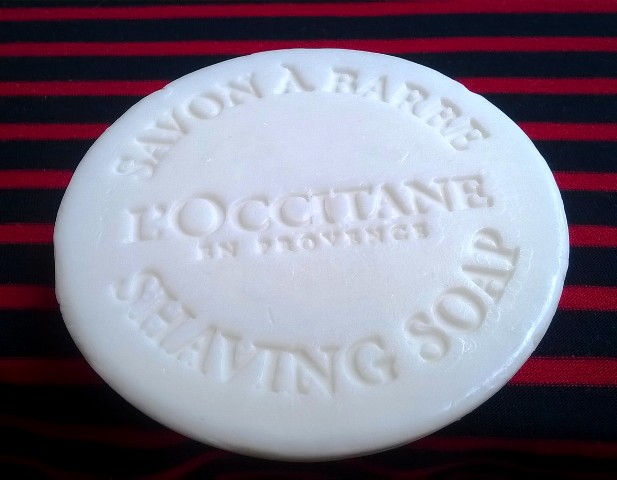 SAVON À BARBE
L'OCCITANE
EN PROVENCE
SHAVING SOAP